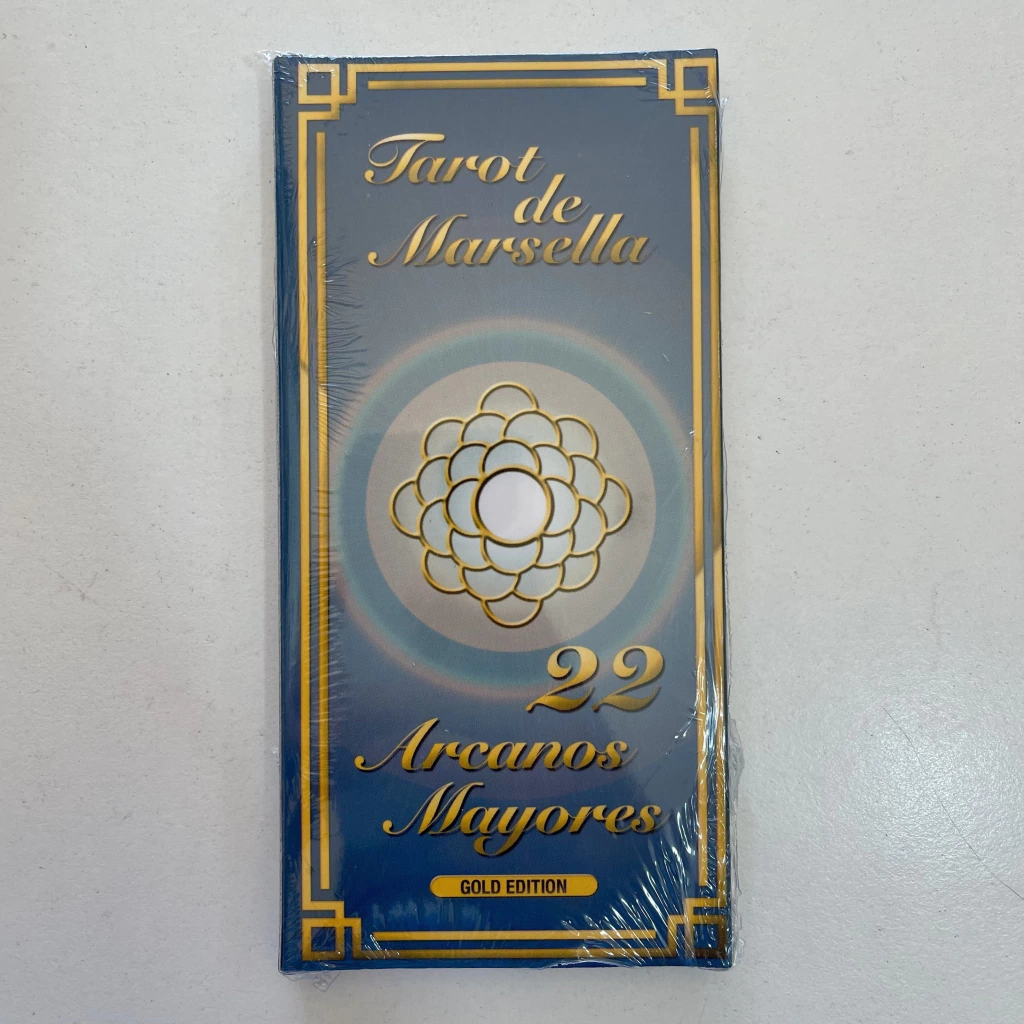 Tarot
de
Marsella
22
Arcanos
Mayores
GOLD EDITION